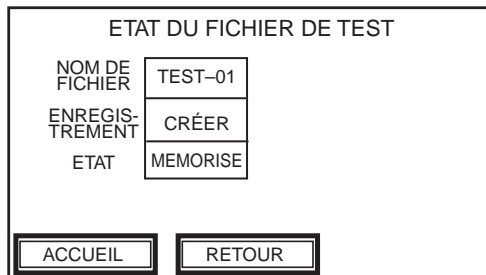 ETAT DU FICHIER DE TEST
NOM DE
FICHIER
TEST–01
ENREGIS-
TREMENT
CRÉER
ETAT
MEMORISE
ACCUEIL
RETOUR